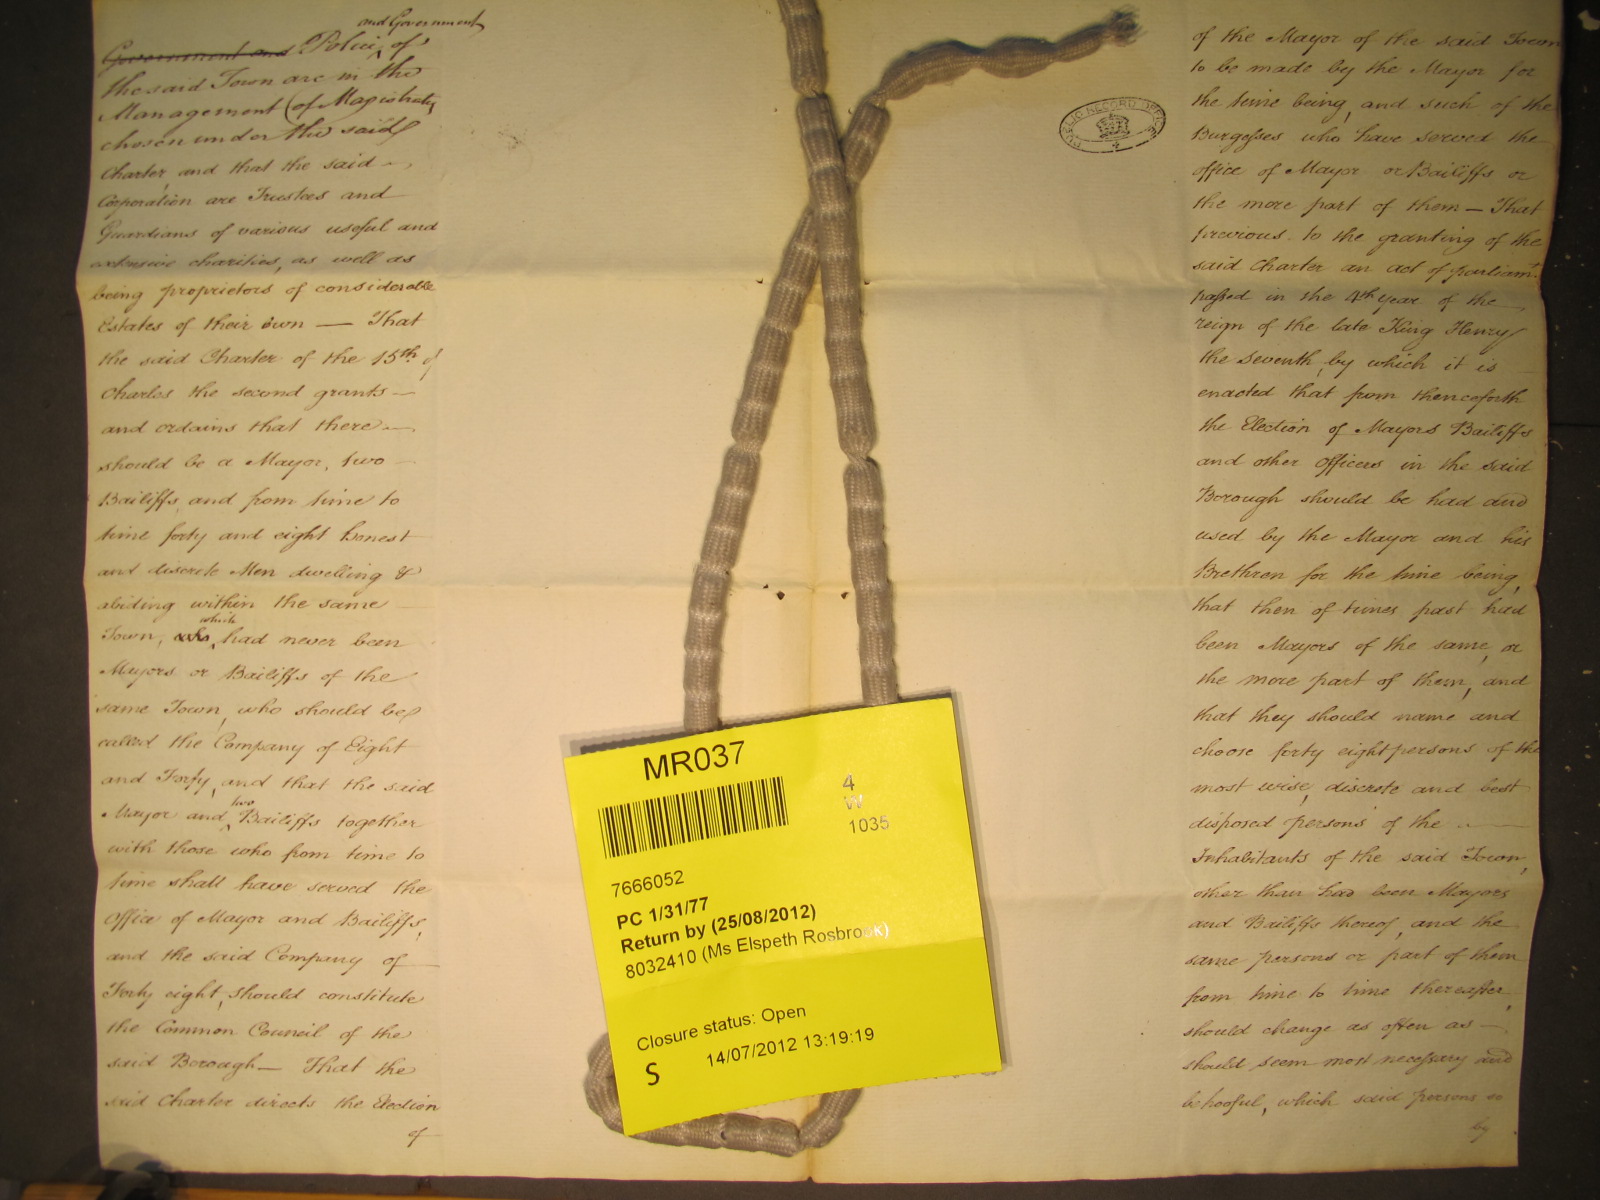 and Government
Government and Police, of
the said Town are in the
Management (of Magistrates
chosen under the said
Charter, and that the said
Corporation are Trustees and
Guardians of various useful and
extensive charities, as well as
being proprietors of considerable
Estates of their own — That
the said Charter of the 15th of
Charles the second grants
and ordains that there
should be a Mayor, two
Bailiffs, and from time to
time forty and eight honest
and discrete Men dwelling &
abiding within the same
which
Town, who, had never been
Mayors or Bailiffs of the
same Town, who should be
called the Company of Eight
and Forty, and that the said
two
Mayor and, Bailiffs together
with those who from time to
time shall have served the
Office of Mayor and Bailiffs,
and the said Company of
Forty eight, should constitute
the Common Council of the
said Borough — That the
said Charter directs the Election
of
PUBLIC RECORD OFFICE
MR037
4
W
1035
7666052
PC 1/31/77
Return by (25/08/2012)
8032410 (Ms Elspeth Rosbrook)
Closure status: Open
S 14/07/2012 13:19:19
of the Mayor of the said Town
to be made by the Mayor for
the time being, and such of the
Burgesses who have served the
office of Mayor or Bailiffs or
the more part of them — That
previous to the granting of the
said Charter an act of parliamt.
passed in the 4th year of the
reign of the late King Henry
the Seventh, by which it is
enacted that from thenceforth
the Election of Mayors Bailiffs
and other Officers in the said
Borough should be had and
used by the Mayor and his
Brethren for the time being,
that then of times past had
been Mayors of the same, or
the more part of them, and
that they should name and
choose forty eight persons of the
most wise, discrete and best
disposed persons of the
Inhabitants of the said Town,
other than had been Mayors
and Bailiffs thereof, and the
same persons or part of them
from time to time thereafter,
should change as often as
should seem most necessary and
behooful, which said persons so
by